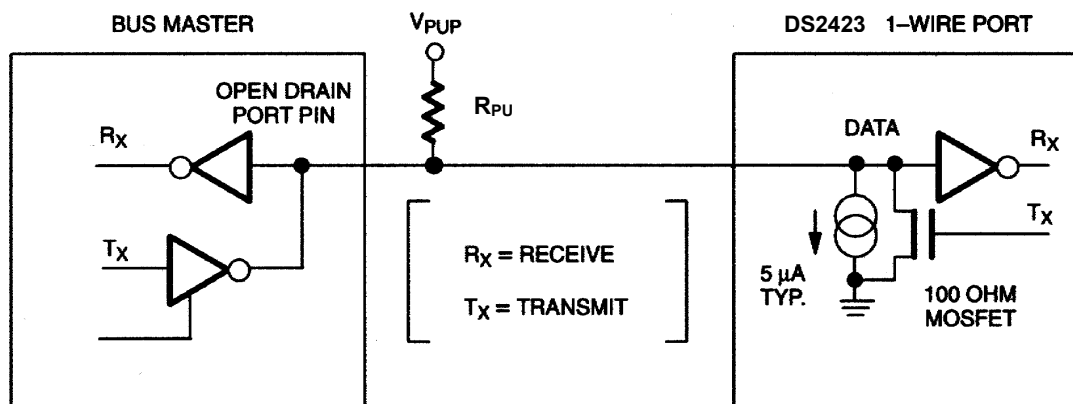 BUS MASTER
V_PUP
DS2423 1–WIRE PORT
OPEN DRAIN
PORT PIN
R_PU
R_X
DATA
R_X
T_X
T_X
R_X = RECEIVE
T_X = TRANSMIT
5 µA
TYP.
100 OHM
MOSFET